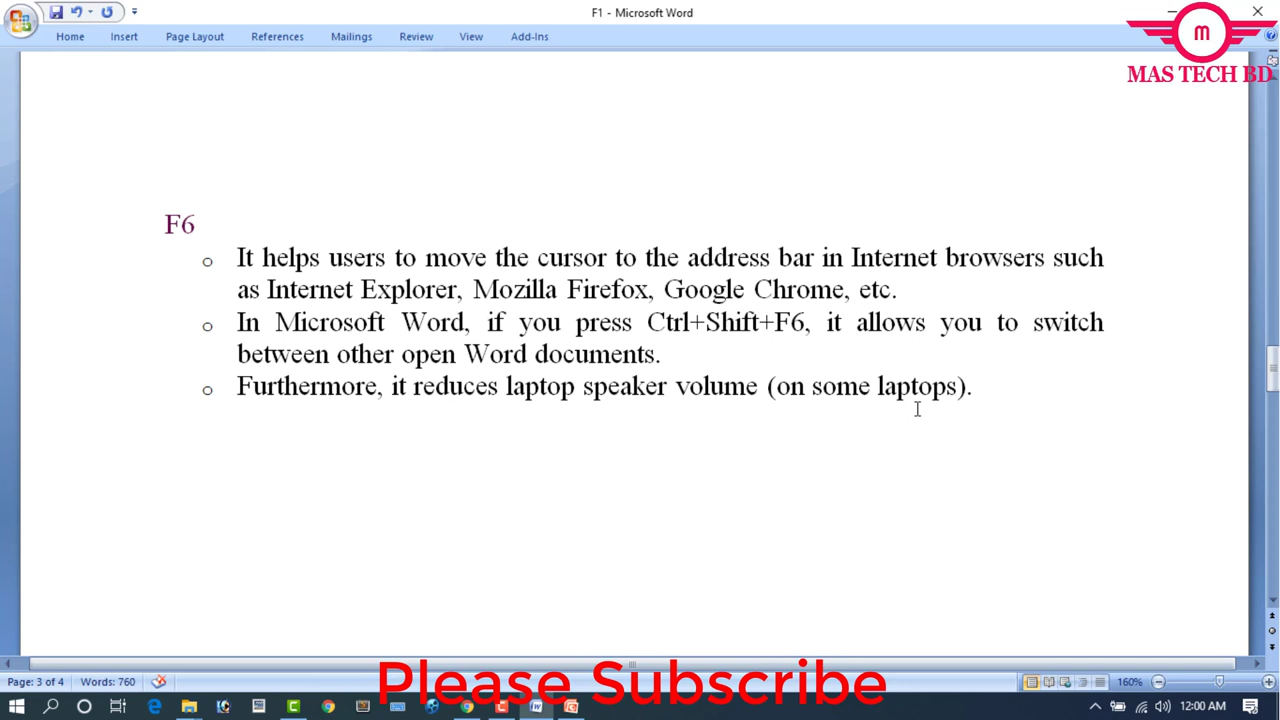 F1 - Microsoft Word
Home Insert Page Layout References Mailings Review View Add-Ins
m
MAS TECH BD
F6
o It helps users to move the cursor to the address bar in Internet browsers such
as Internet Explorer, Mozilla Firefox, Google Chrome, etc.
o In Microsoft Word, if you press Ctrl+Shift+F6, it allows you to switch
between other open Word documents.
o Furthermore, it reduces laptop speaker volume (on some laptops).
Please Subscribe
Page: 3 of 4 Words: 760 160%
12:00 AM